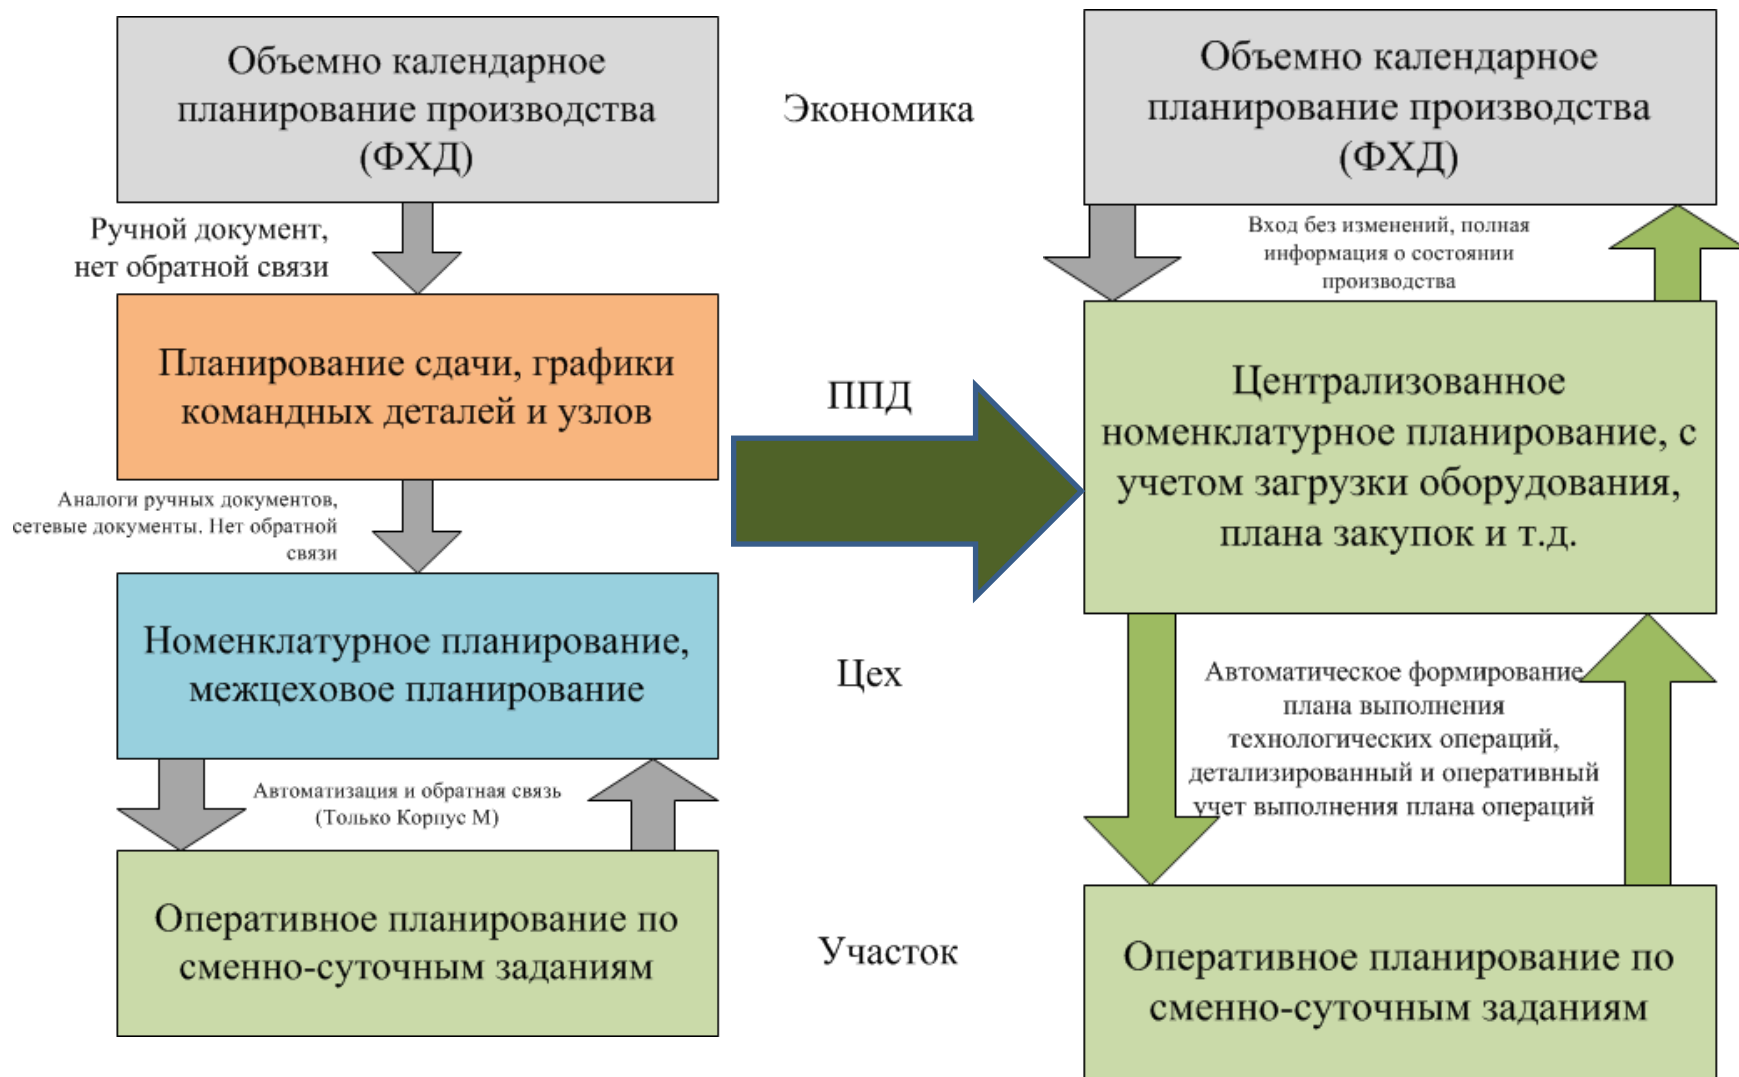 Объемно календарное
планирование производства
(ФХД)
Ручной документ,
нет обратной связи
Планирование сдачи, графики
командных деталей и узлов
Аналоги ручных документов,
сетевые документы. Нет обратной
связи
Номенклатурное планирование,
межцеховое планирование
Автоматизация и обратная связь
(Только Корпус М)
Оперативное планирование по
сменно-суточным заданиям
Экономика
ППД
Цех
Участок
Объемно календарное
планирование производства
(ФХД)
Вход без изменений, полная
информация о состоянии
производства
Централизованное
номенклатурное планирование, с
учетом загрузки оборудования,
плана закупок и т.д.
Автоматическое формирование
плана выполнения
технологических операций,
детализированный и оперативный
учет выполнения плана операций
Оперативное планирование по
сменно-суточным заданиям